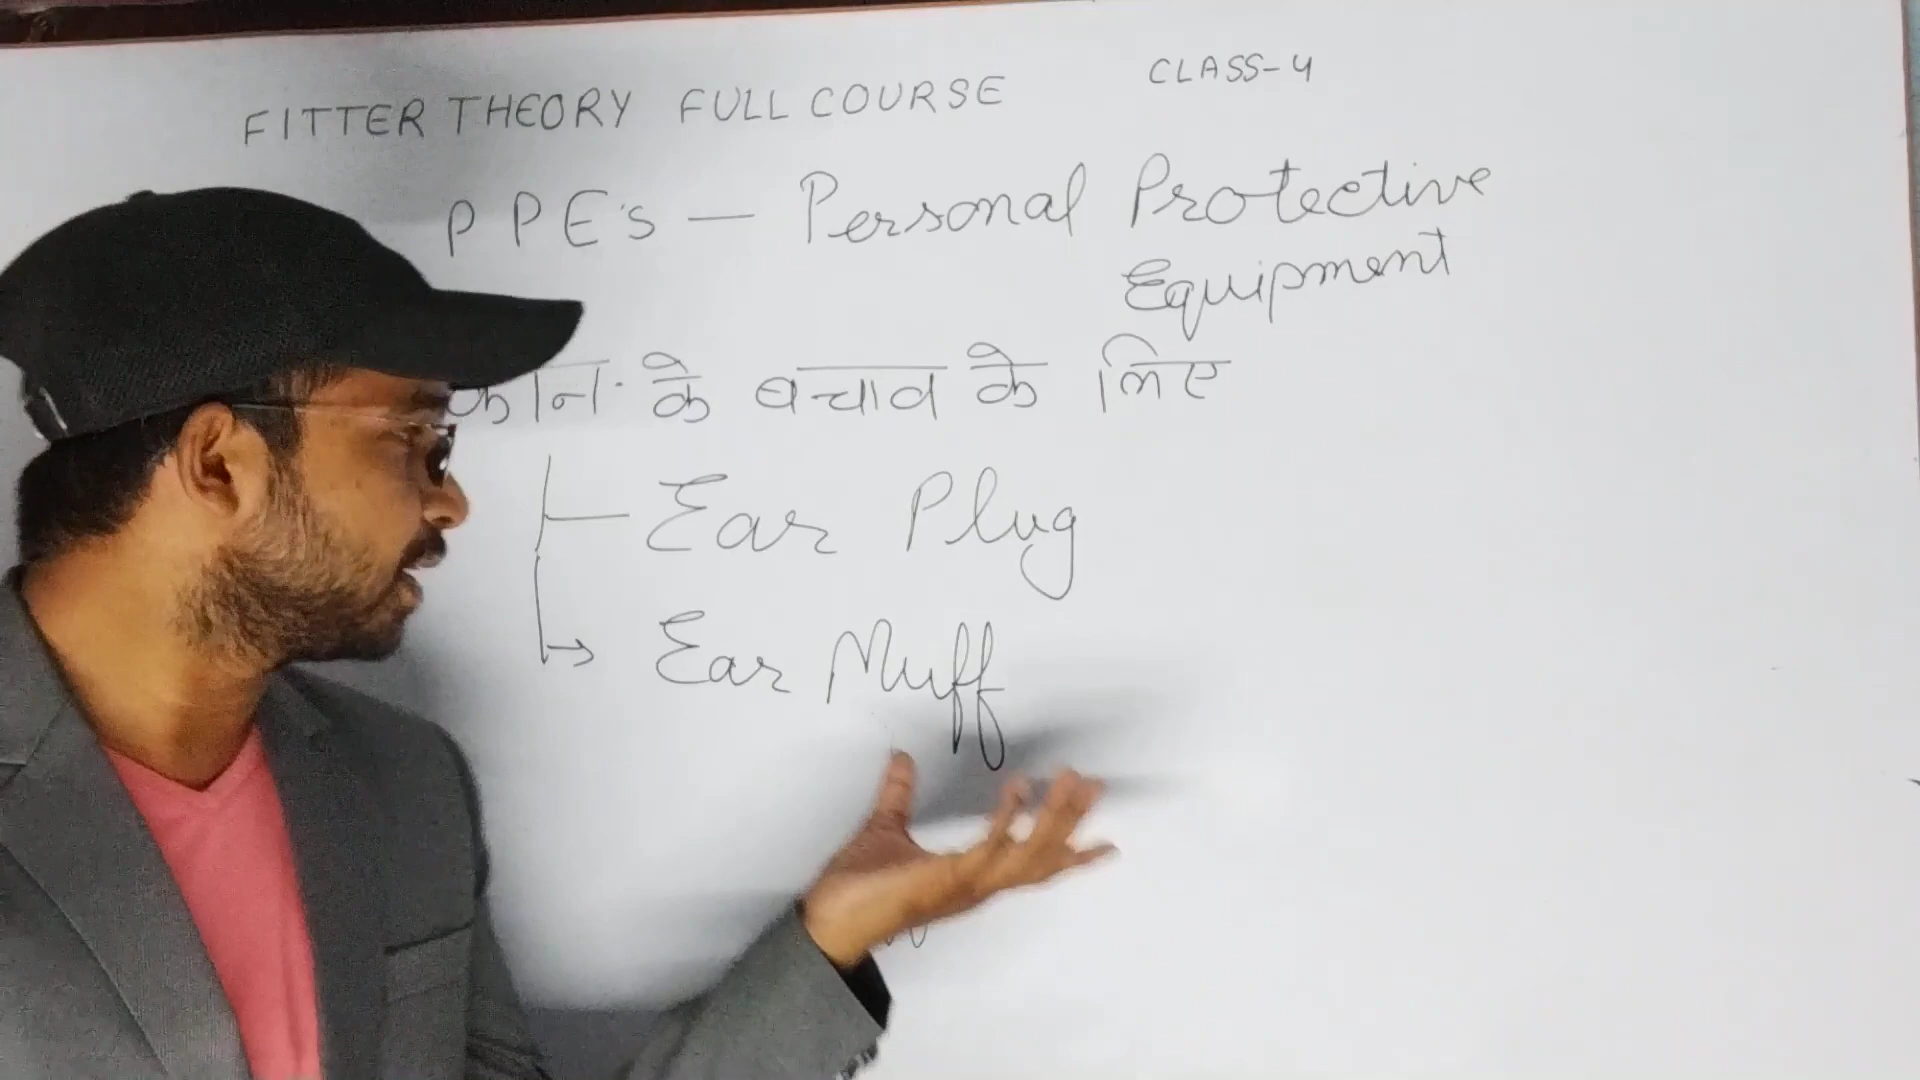 FITTER THEORY FULL COURSE
CLASS-4
PPE's — Personal Protective
Equipment
कान के बचाव के लिए
Ear Plug
Ear Muff